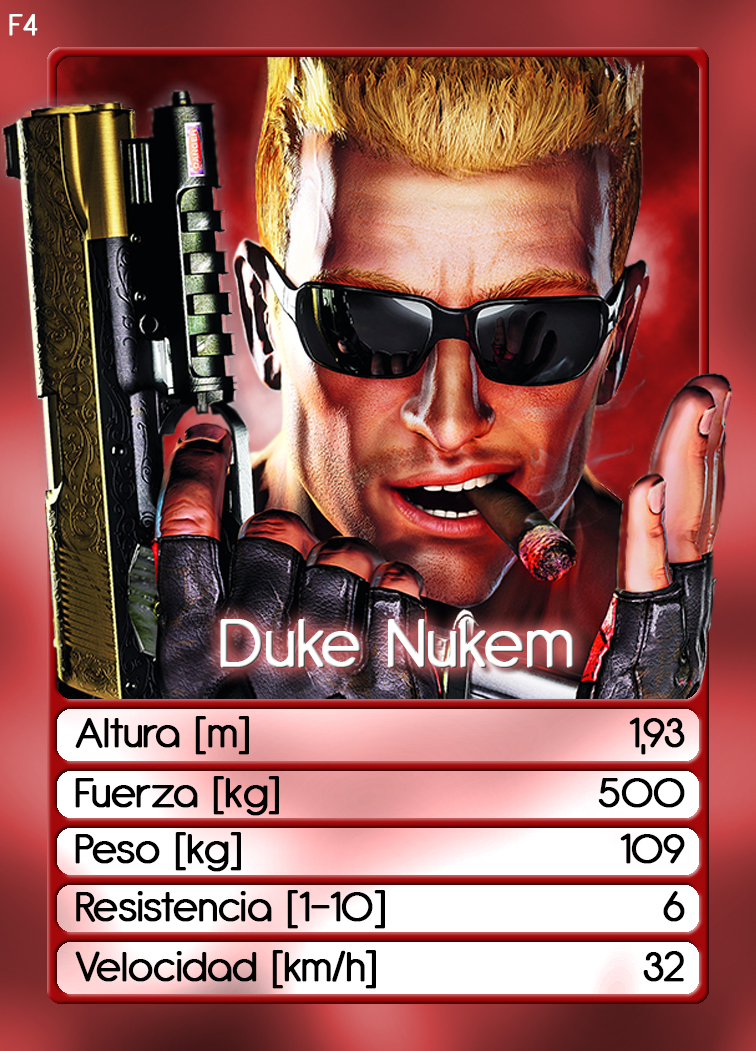 F4
DANGER
Duke Nukem
Altura [m] 1,93
Fuerza [kg] 500
Peso [kg] 109
Resistencia [1-10] 6
Velocidad [km/h] 32